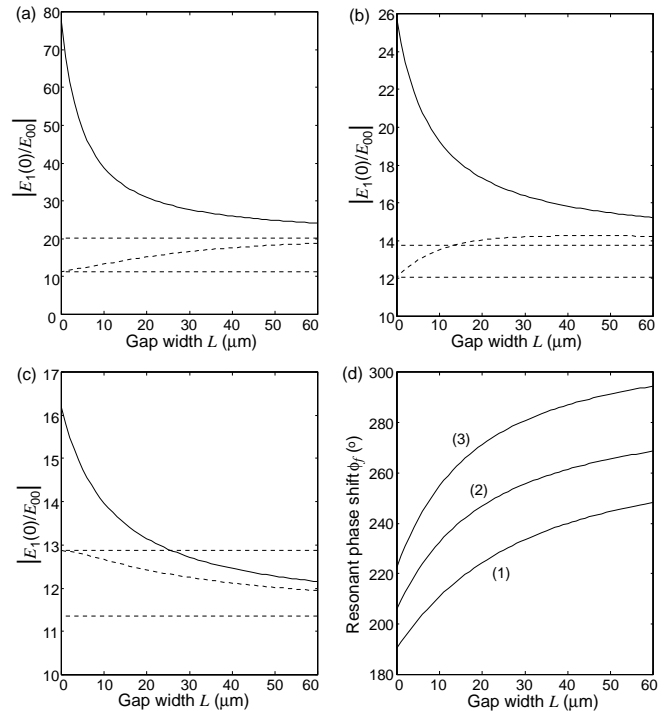 (a)
80
70
60
50
40
30
20
10
0
|E1(0)/E00|
0 10 20 30 40 50 60
Gap width L (μm)
(b)
26
24
22
20
18
16
14
12
10
|E1(0)/E00|
0 10 20 30 40 50 60
Gap width L (μm)
(c)
17
16
15
14
13
12
11
10
|E1(0)/E00|
0 10 20 30 40 50 60
Gap width L (μm)
(d)
300
280
260
240
220
200
180
Resonant phase shift ϕf (o)
(3)
(2)
(1)
0 10 20 30 40 50 60
Gap width L (μm)